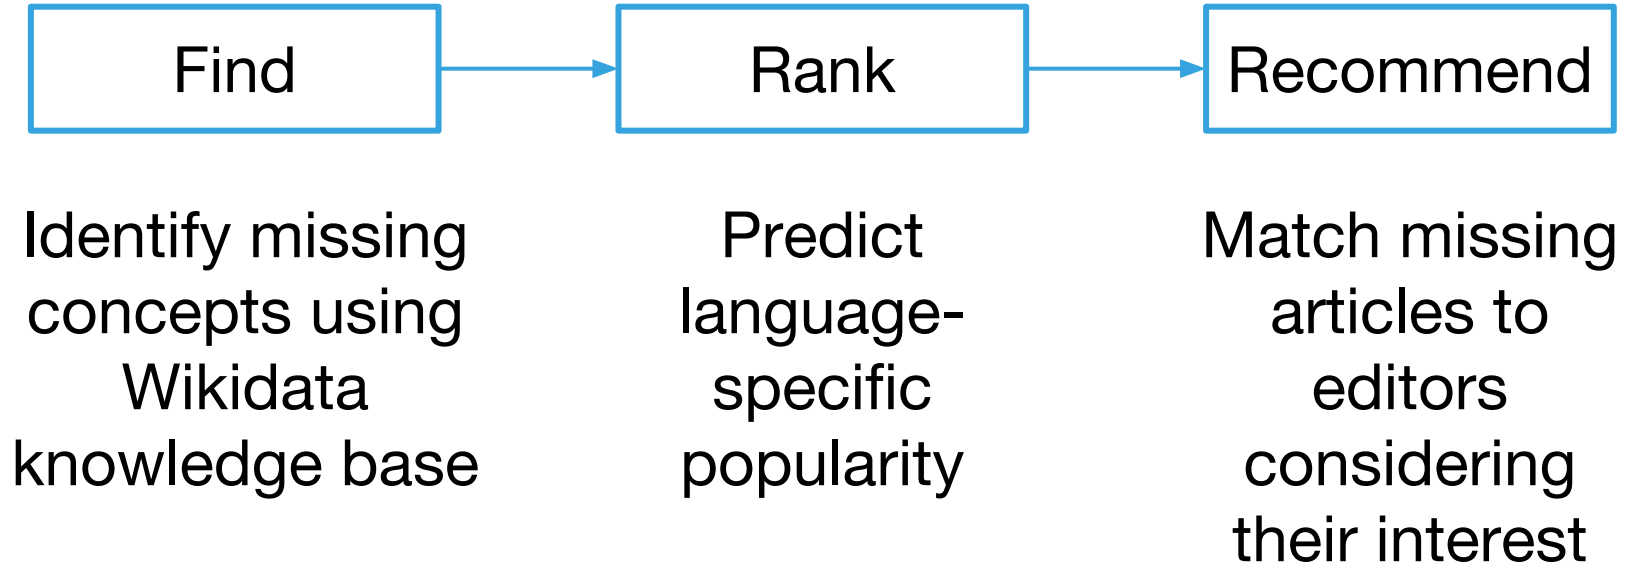 Find
Rank
Recommend
Identify missing
concepts using
Wikidata
knowledge base
Predict
language-
specific
popularity
Match missing
articles to
editors
considering
their interest